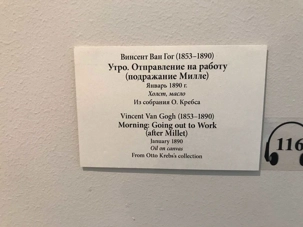 Винсент Ван Гог (1853–1890)
Утро. Отправление на работу
(подражание Милле)
Январь 1890 г.
Холст, масло
Из собрания О. Кребса
Vincent Van Gogh (1853–1890)
Morning: Going out to Work
(after Millet)
January 1890
Oil on canvas
From Otto Krebs's collection
116